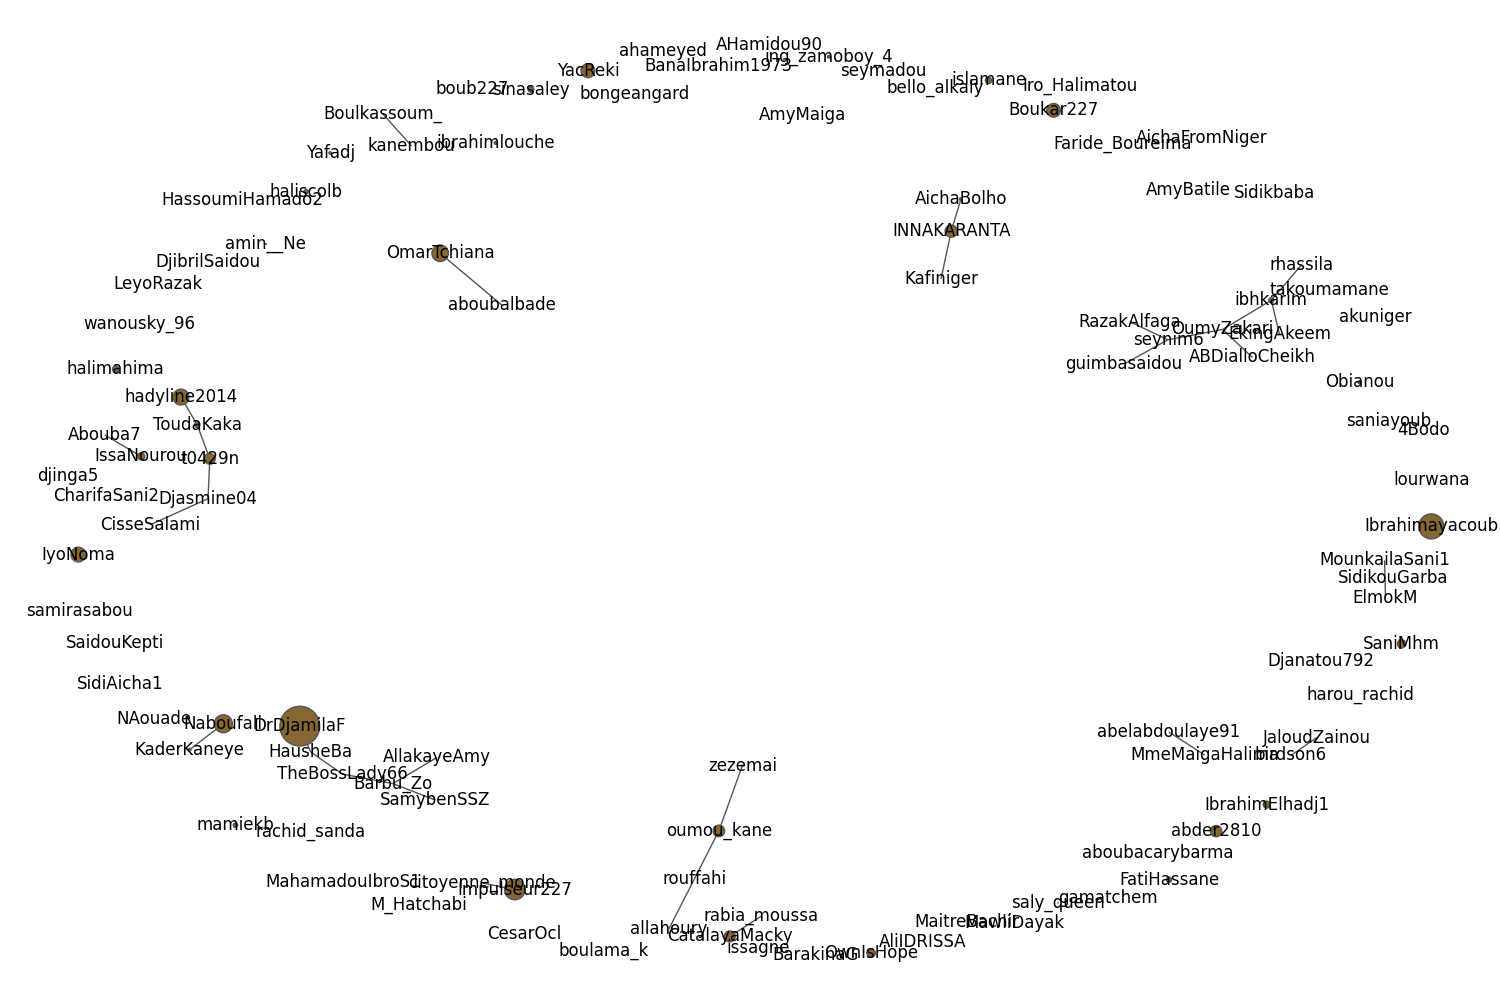 AHamidou90
ahameyed
ing_zamoboy_4
BanaIbrahim1973
YacReki
seymadou
islamane
bello_alkaly
Iro_Halimatou
boub227
sinasaley
bongeangard
Boukar227
Boulkassoum_
AmyMaiga
AichaFromNiger
kanembou
ibrahimlouche
Faride_Boureima
Yafadj
haliscolb
HassoumiHamado2
AmyBatile
Sidikbaba
AichaBolho
INNAKARANTA
amin__Ne
OmarTchiana
DjibrilSaidou
rhassila
Kafiniger
LeyoRazak
takoumamane
ibhkarim
aboubalbade
akuniger
wanousky_96
RazakAlfaga
OumyZakari
EkingAkeem
seynim6
ABDialloCheikh
guimbasaidou
halimahima
Obianou
hadyline2014
saniayoub
ToudaKaka
4Bodo
Abouba7
IssaNourou
t0429n
djinga5
lourwana
CharifaSani2
Djasmine04
CisseSalami
Ibrahimayacoub
IyoNoma
MounkailaSani1
SidikouGarba
ElmokM
samirasabou
SaidouKepti
SaniMhm
Djanatou792
SidiAicha1
harou_rachid
NAouade
Naboufall
DrDjamilaF
abelabdoulaye91
JaloudZainou
KaderKaneye
HausheBa
MmeMaigaHalima
birdson6
AllakayeAmy
zezemai
TheBossLady66
Barbu_Zo
SamybenSSZ
IbrahimElhadj1
mamiekb
rachid_sanda
oumou_kane
abder2810
aboubacarybarma
MahamadouIbroS1
citoyenne_monde
Impulseur227
rouffahi
FatiHassane
gamatchem
M_Hatchabi
saly_queen
rabia_moussa
MaitreBachir
MawliDayak
allahoury
CatalayaMacky
CesarOcl
AliIDRISSA
issagne
boulama_k
BarakinaG
OwnIsHope